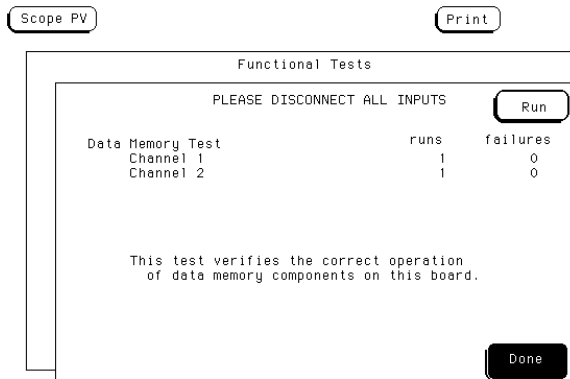 Scope PV Print
Functional Tests
PLEASE DISCONNECT ALL INPUTS
Run
Data Memory Test runs failures
Channel 1 1 0
Channel 2 1 0
This test verifies the correct operation
of data memory components on this board.
Done